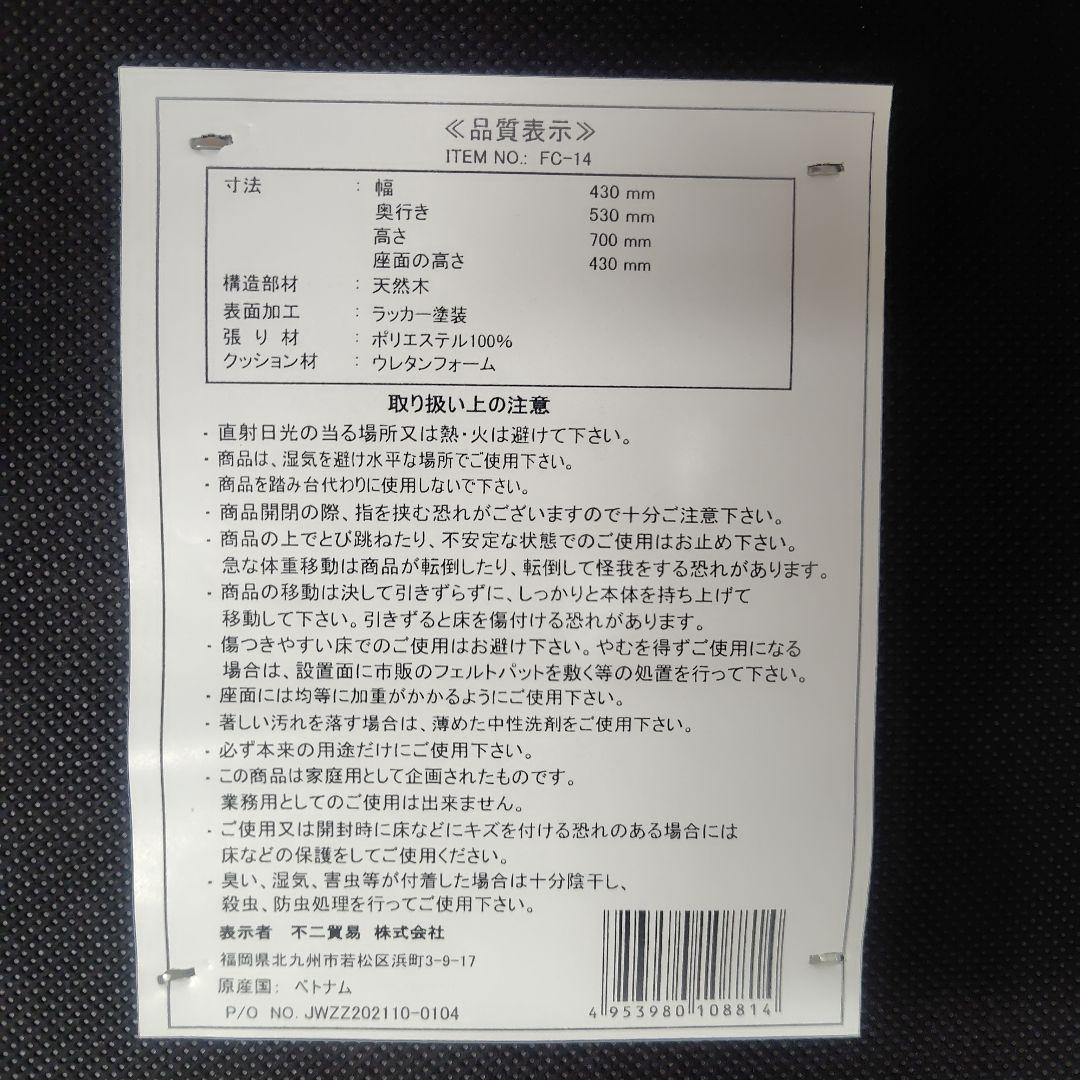 ≪品質表示≫
ITEM NO.: FC-14
寸法 : 幅 430 mm
奥行き 530 mm
高さ 700 mm
座面の高さ 430 mm
構造部材 : 天然木
表面加工 : ラッカー塗装
張り材 : ポリエステル100%
クッション材 : ウレタンフォーム
取り扱い上の注意
・直射日光の当る場所又は熱・火は避けて下さい。
・商品は、湿気を避け水平な場所でご使用下さい。
・商品を踏み台代わりに使用しないで下さい。
・商品開閉の際、指を挟む恐れがございますので十分ご注意下さい。
・商品の上でとび跳ねたり、不安定な状態でのご使用はお止め下さい。
急な体重移動は商品が転倒したり、転倒して怪我をする恐れがあります。
・商品の移動は決して引きずらずに、しっかりと本体を持ち上げて
移動して下さい。引きずると床を傷付ける恐れがあります。
・傷つきやすい床でのご使用はお避け下さい。やむを得ずご使用になる
場合は、設置面に市販のフェルトパットを敷く等の処置を行って下さい。
・座面には均等に加重がかかるようにご使用下さい。
・著しい汚れを落す場合は、薄めた中性洗剤をご使用下さい。
・必ず本来の用途だけにご使用下さい。
・この商品は家庭用として企画されたものです。
業務用としてのご使用は出来ません。
・ご使用又は開封時に床などにキズを付ける恐れのある場合には
床などの保護をしてご使用ください。
・臭い、湿気、害虫等が付着した場合は十分陰干し、
殺虫、防虫処理を行ってご使用下さい。
表示者 不二貿易 株式会社
福岡県北九州市若松区浜町3-9-17
原産国: ベトナム
P/O NO. JWZZ202110-0104
4 953980 108814